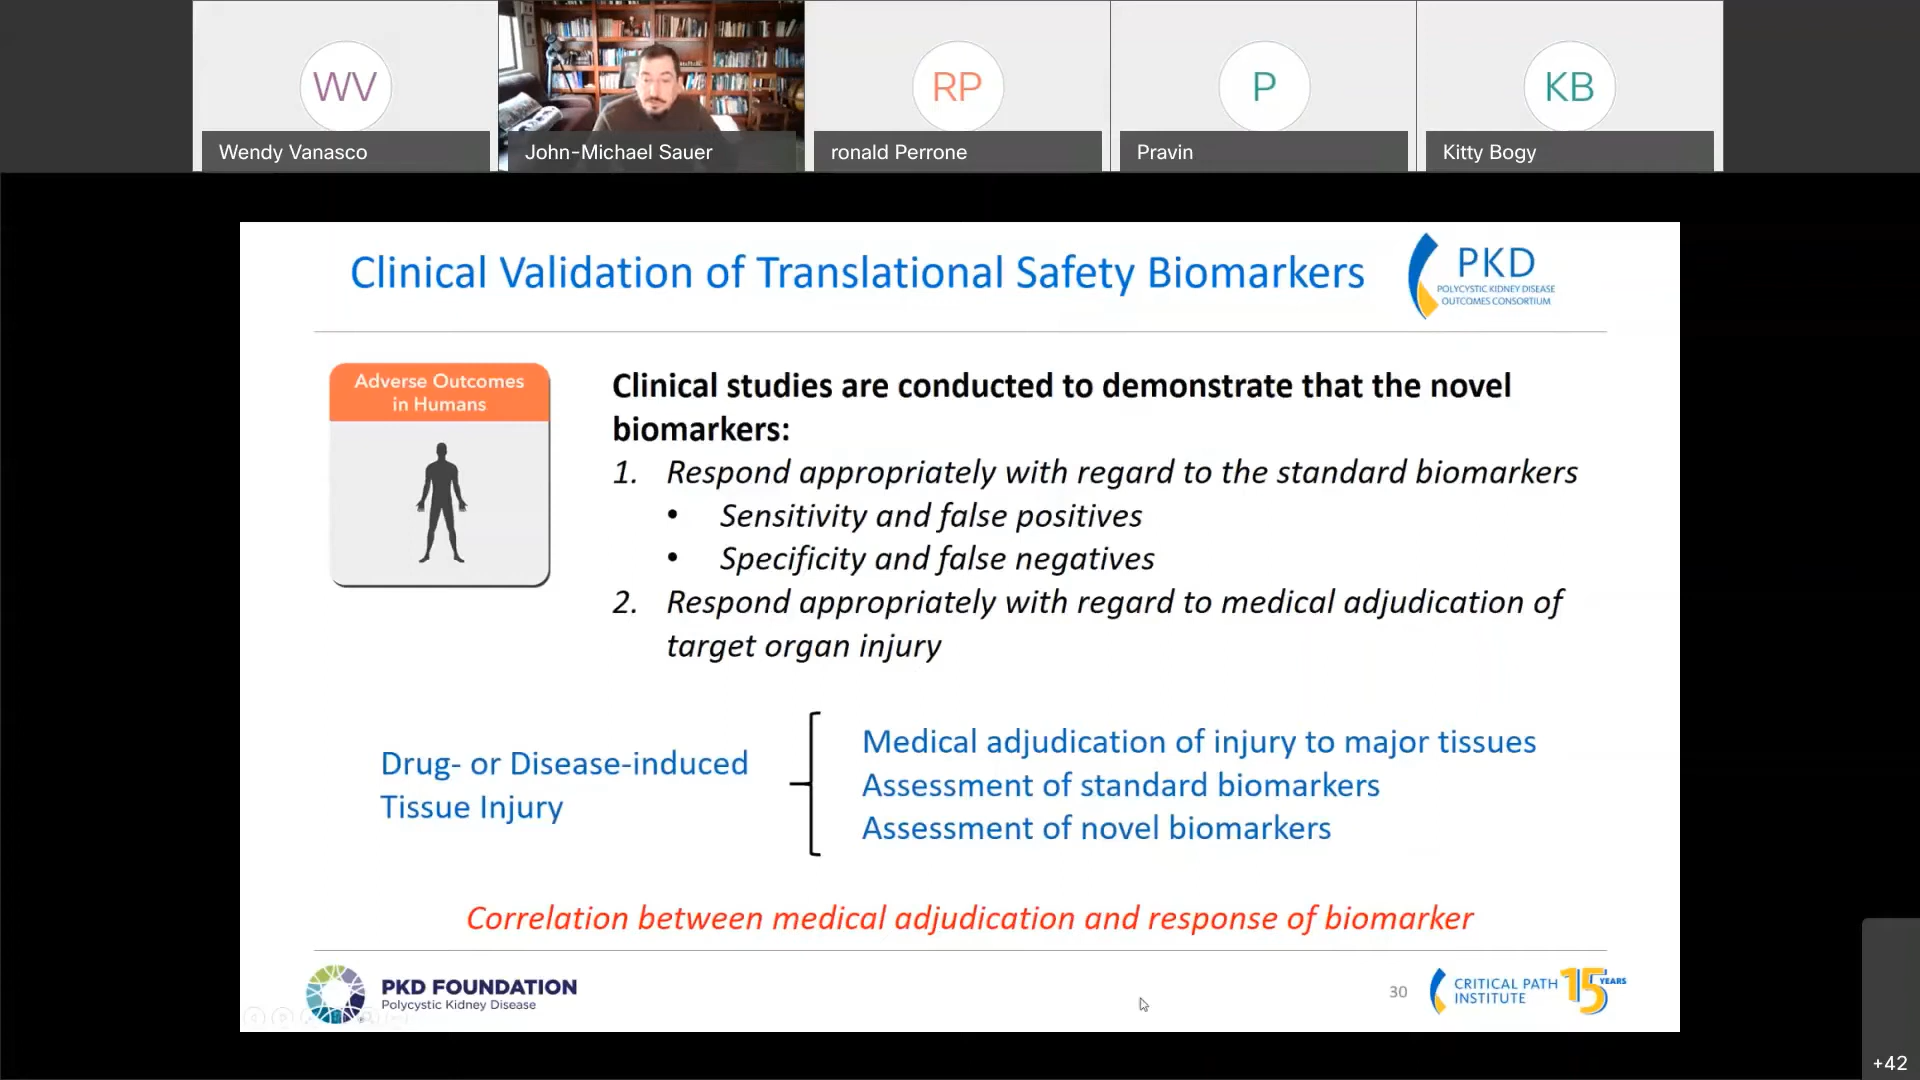 WV
RP
P
KB
Wendy Vanasco
John-Michael Sauer
ronald Perrone
Pravin
Kitty Bogy
Clinical Validation of Translational Safety Biomarkers
PKD
POLYCYSTIC KIDNEY DISEASE
OUTCOMES CONSORTIUM
Adverse Outcomes
in Humans
Clinical studies are conducted to demonstrate that the novel
biomarkers:
1. Respond appropriately with regard to the standard biomarkers
• Sensitivity and false positives
• Specificity and false negatives
2. Respond appropriately with regard to medical adjudication of
target organ injury
Drug- or Disease-induced
Tissue Injury
Medical adjudication of injury to major tissues
Assessment of standard biomarkers
Assessment of novel biomarkers
Correlation between medical adjudication and response of biomarker
PKD FOUNDATION
Polycystic Kidney Disease
30
CRITICAL PATH
INSTITUTE
15 YEARS
+42